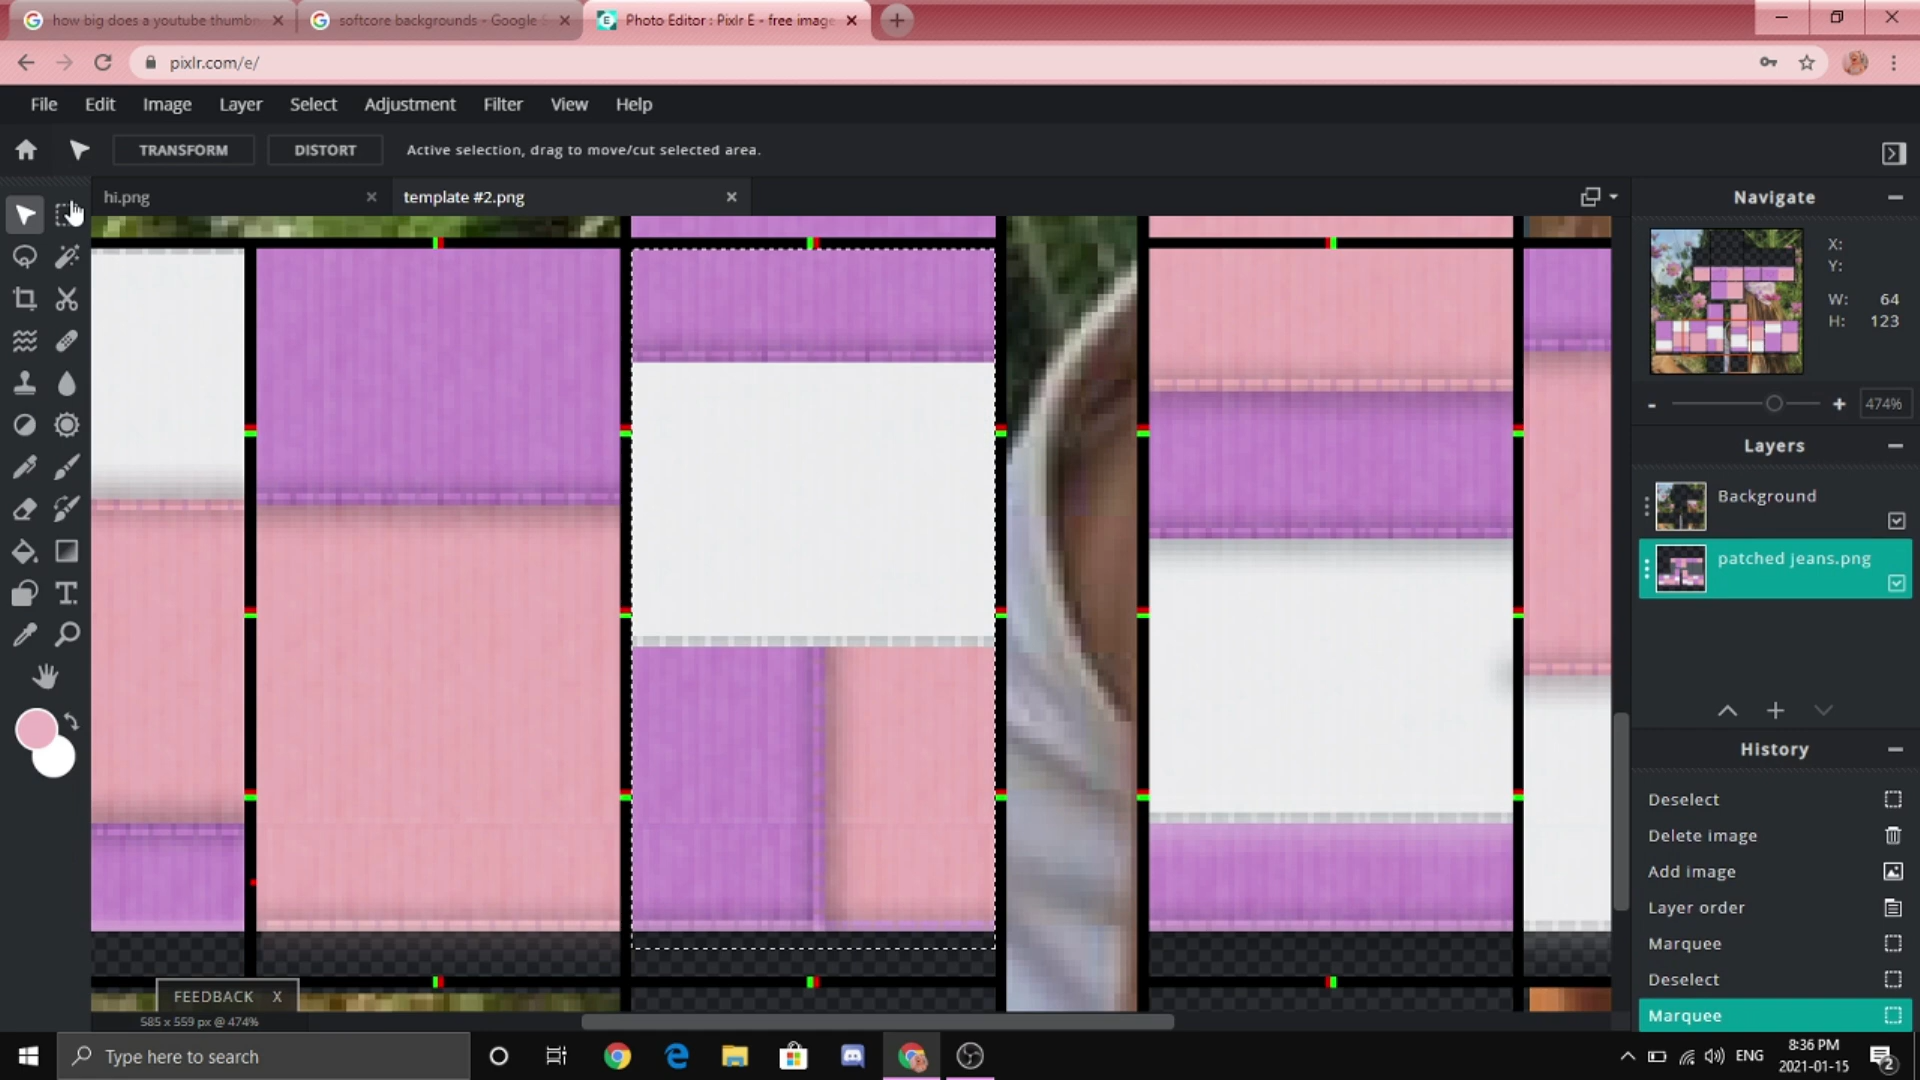 how big does a youtube thumbn
softcore backgrounds - Google S
Photo Editor : Pixlr E - free image
pixlr.com/e/
File Edit Image Layer Select Adjustment Filter View Help
TRANSFORM DISTORT Active selection, drag to move/cut selected area.
hi.png
template #2.png
Navigate
X:
Y:
W: 64
H: 123
- + 474%
Layers
Background
patched jeans.png
History
Deselect
Delete image
Add image
Layer order
Marquee
Deselect
Marquee
FEEDBACK X
585 x 559 px @ 474%
Type here to search
ENG
8:36 PM
2021-01-15
2